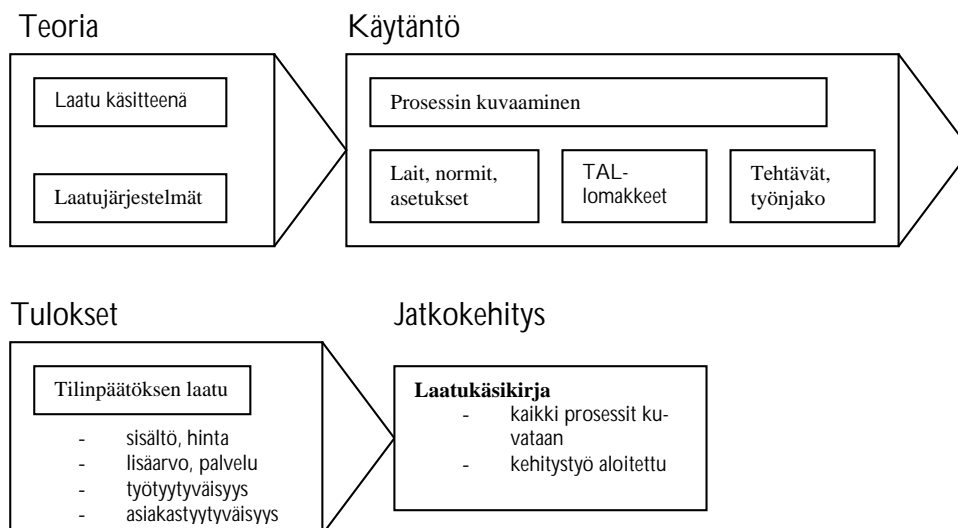 Teoria
Laatu käsitteenä
Laatujärjestelmät
Käytäntö
Prosessin kuvaaminen
Lait, normit,
asetukset
TAL-
lomakkeet
Tehtävät,
työnjako
Tulokset
Tilinpäätöksen laatu
- sisältö, hinta
- lisäarvo, palvelu
- työtyytyväisyys
- asiakastyytyväisyys
Jatkokehitys
Laatukäsikirja
- kaikki prosessit ku-
vataan
- kehitystyö aloitettu